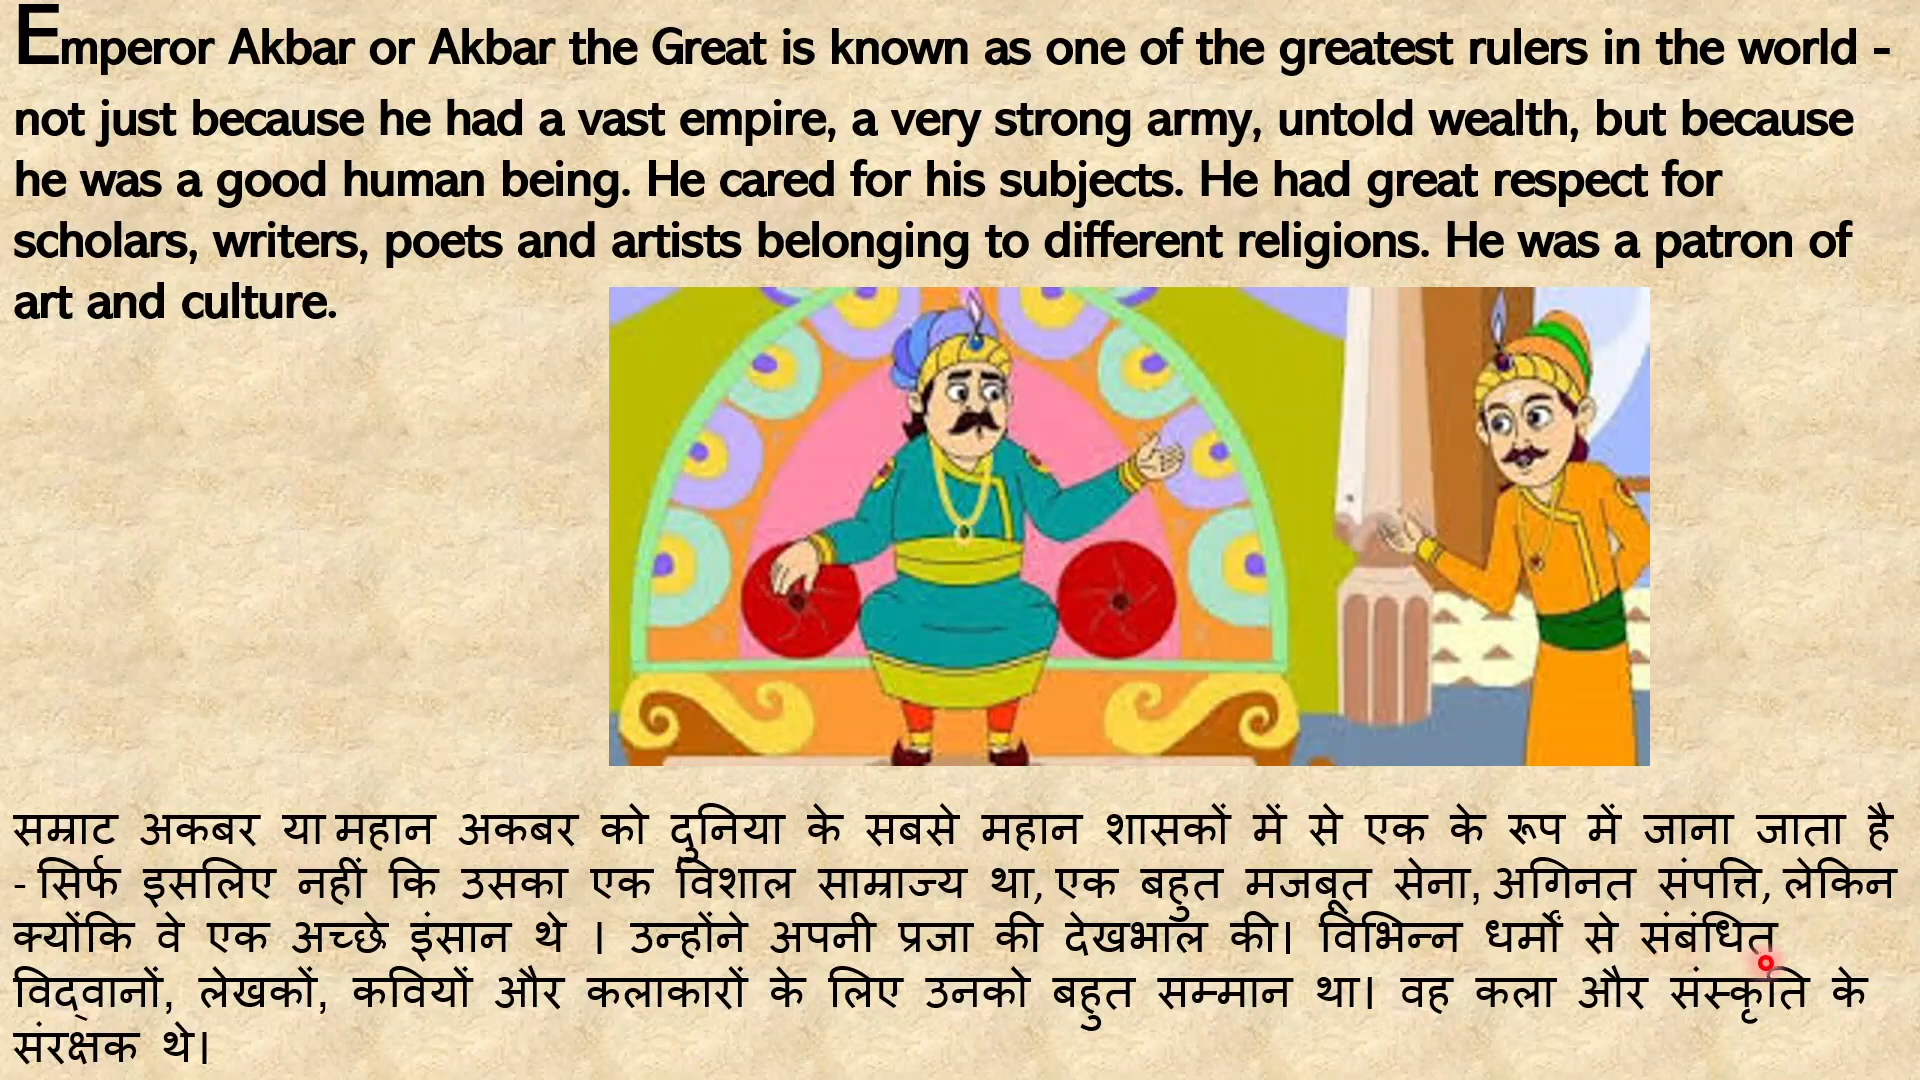 Emperor Akbar or Akbar the Great is known as one of the greatest rulers in the world -
not just because he had a vast empire, a very strong army, untold wealth, but because
he was a good human being. He cared for his subjects. He had great respect for
scholars, writers, poets and artists belonging to different religions. He was a patron of
art and culture.
सम्राट अकबर या महान अकबर को दुनिया के सबसे महान शासकों में से एक के रूप में जाना जाता है
- सिर्फ इसलिए नहीं कि उसका एक विशाल साम्राज्य था, एक बहुत मजबूत सेना, अगिनत संपत्ति, लेकिन
क्योंकि वे एक अच्छे इंसान थे । उन्होंने अपनी प्रजा की देखभाल की। विभिन्न धर्मों से संबंधित
विद्वानों, लेखकों, कवियों और कलाकारों के लिए उनको बहुत सम्मान था। वह कला और संस्कृति के
संरक्षक थे।